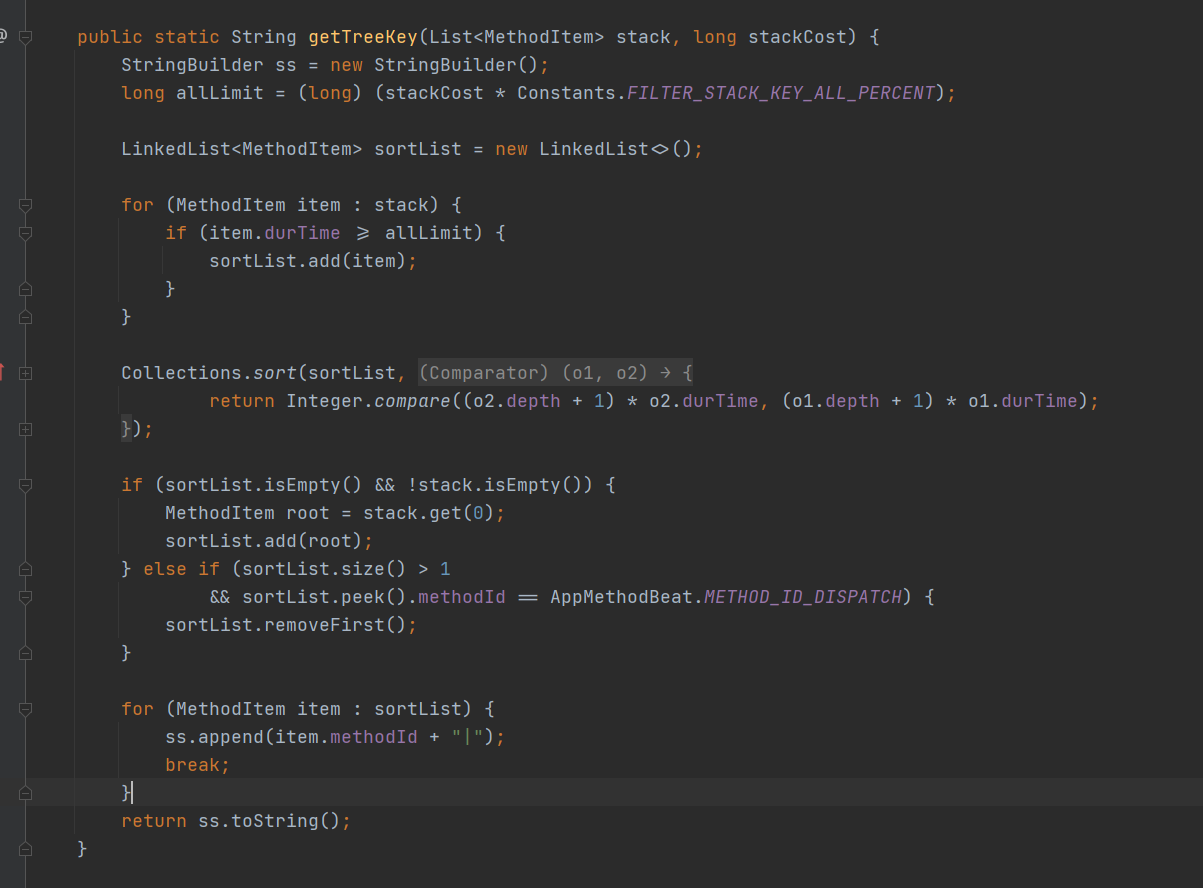 public static String getTreeKey(List<MethodItem> stack, long stackCost) {
StringBuilder ss = new StringBuilder();
long allLimit = (long) (stackCost * Constants.FILTER_STACK_KEY_ALL_PERCENT);
LinkedList<MethodItem> sortList = new LinkedList<>();
for (MethodItem item : stack) {
if (item.durTime >= allLimit) {
sortList.add(item);
}
}
Collections.sort(sortList, (Comparator) (o1, o2) → {
return Integer.compare((o2.depth + 1) * o2.durTime, (o1.depth + 1) * o1.durTime);
});
if (sortList.isEmpty() && !stack.isEmpty()) {
MethodItem root = stack.get(0);
sortList.add(root);
} else if (sortList.size() > 1
&& sortList.peek().methodId == AppMethodBeat.METHOD_ID_DISPATCH) {
sortList.removeFirst();
}
for (MethodItem item : sortList) {
ss.append(item.methodId + "|");
break;
}
return ss.toString();
}